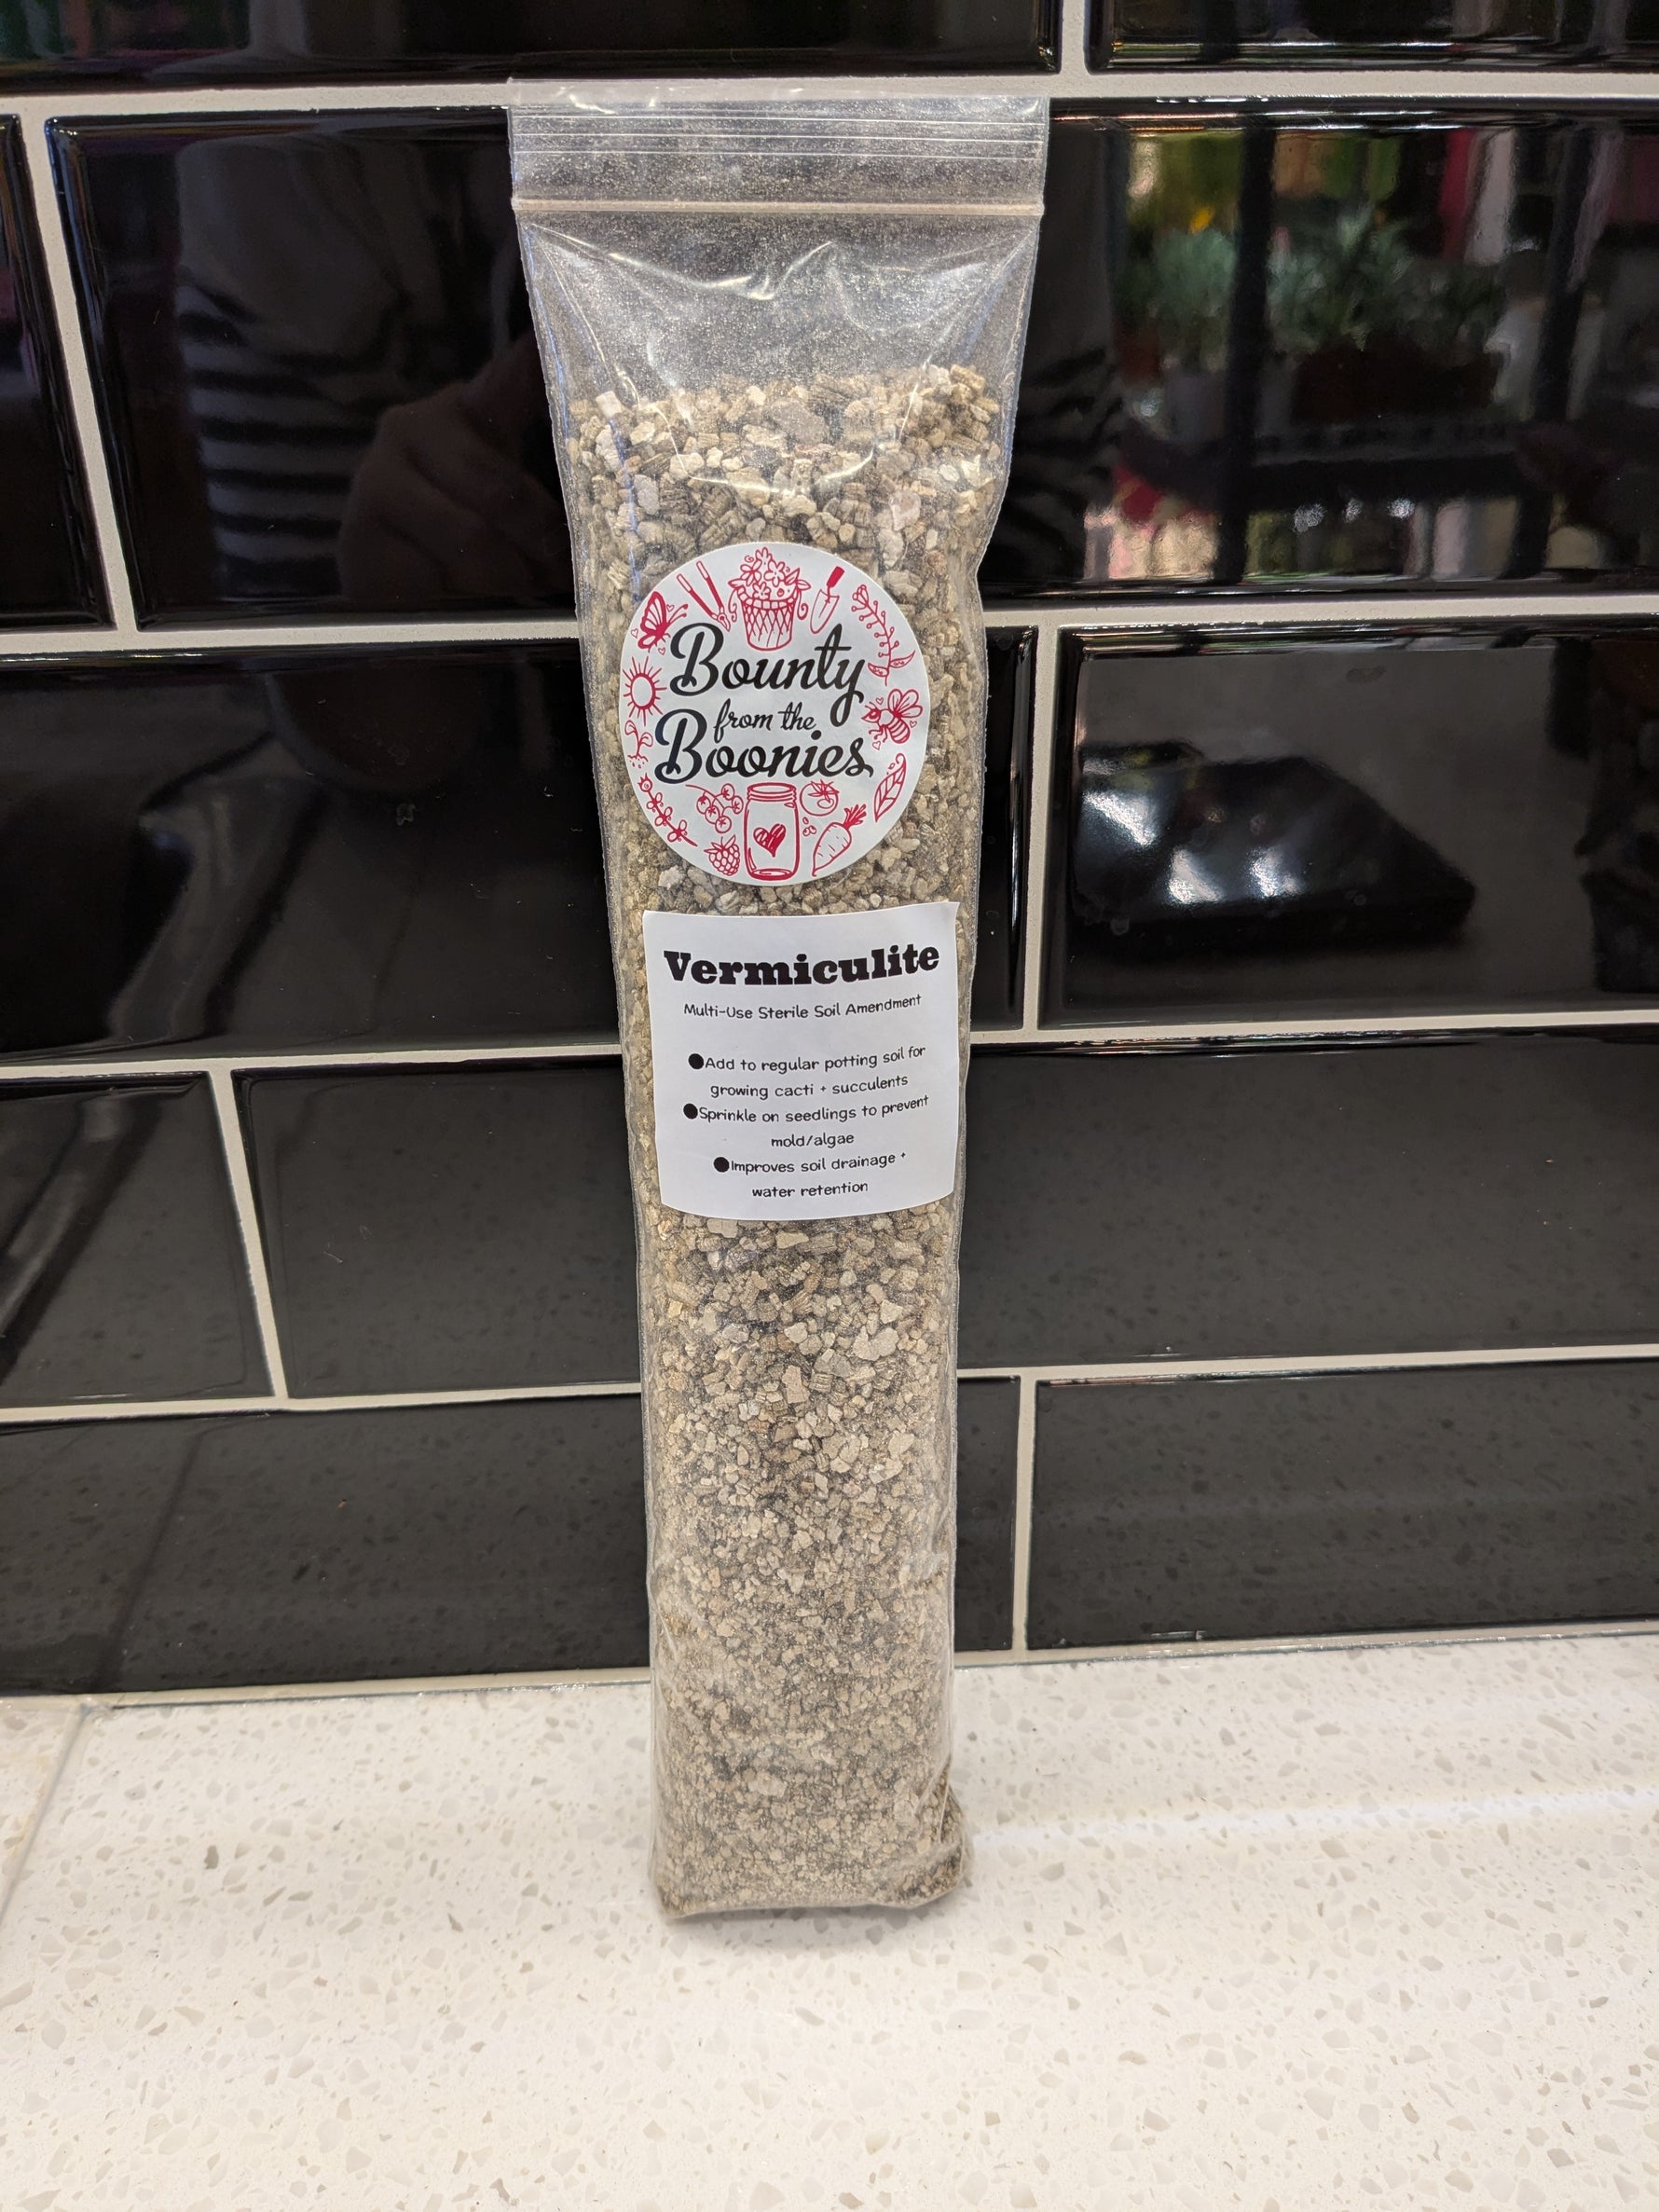 Bounty
from the
Boonies
Vermiculite
Multi-Use Sterile Soil Amendment
●Add to regular potting soil for
growing cacti + succulents
●Sprinkle on seedlings to prevent
mold/algae
●Improves soil drainage +
water retention